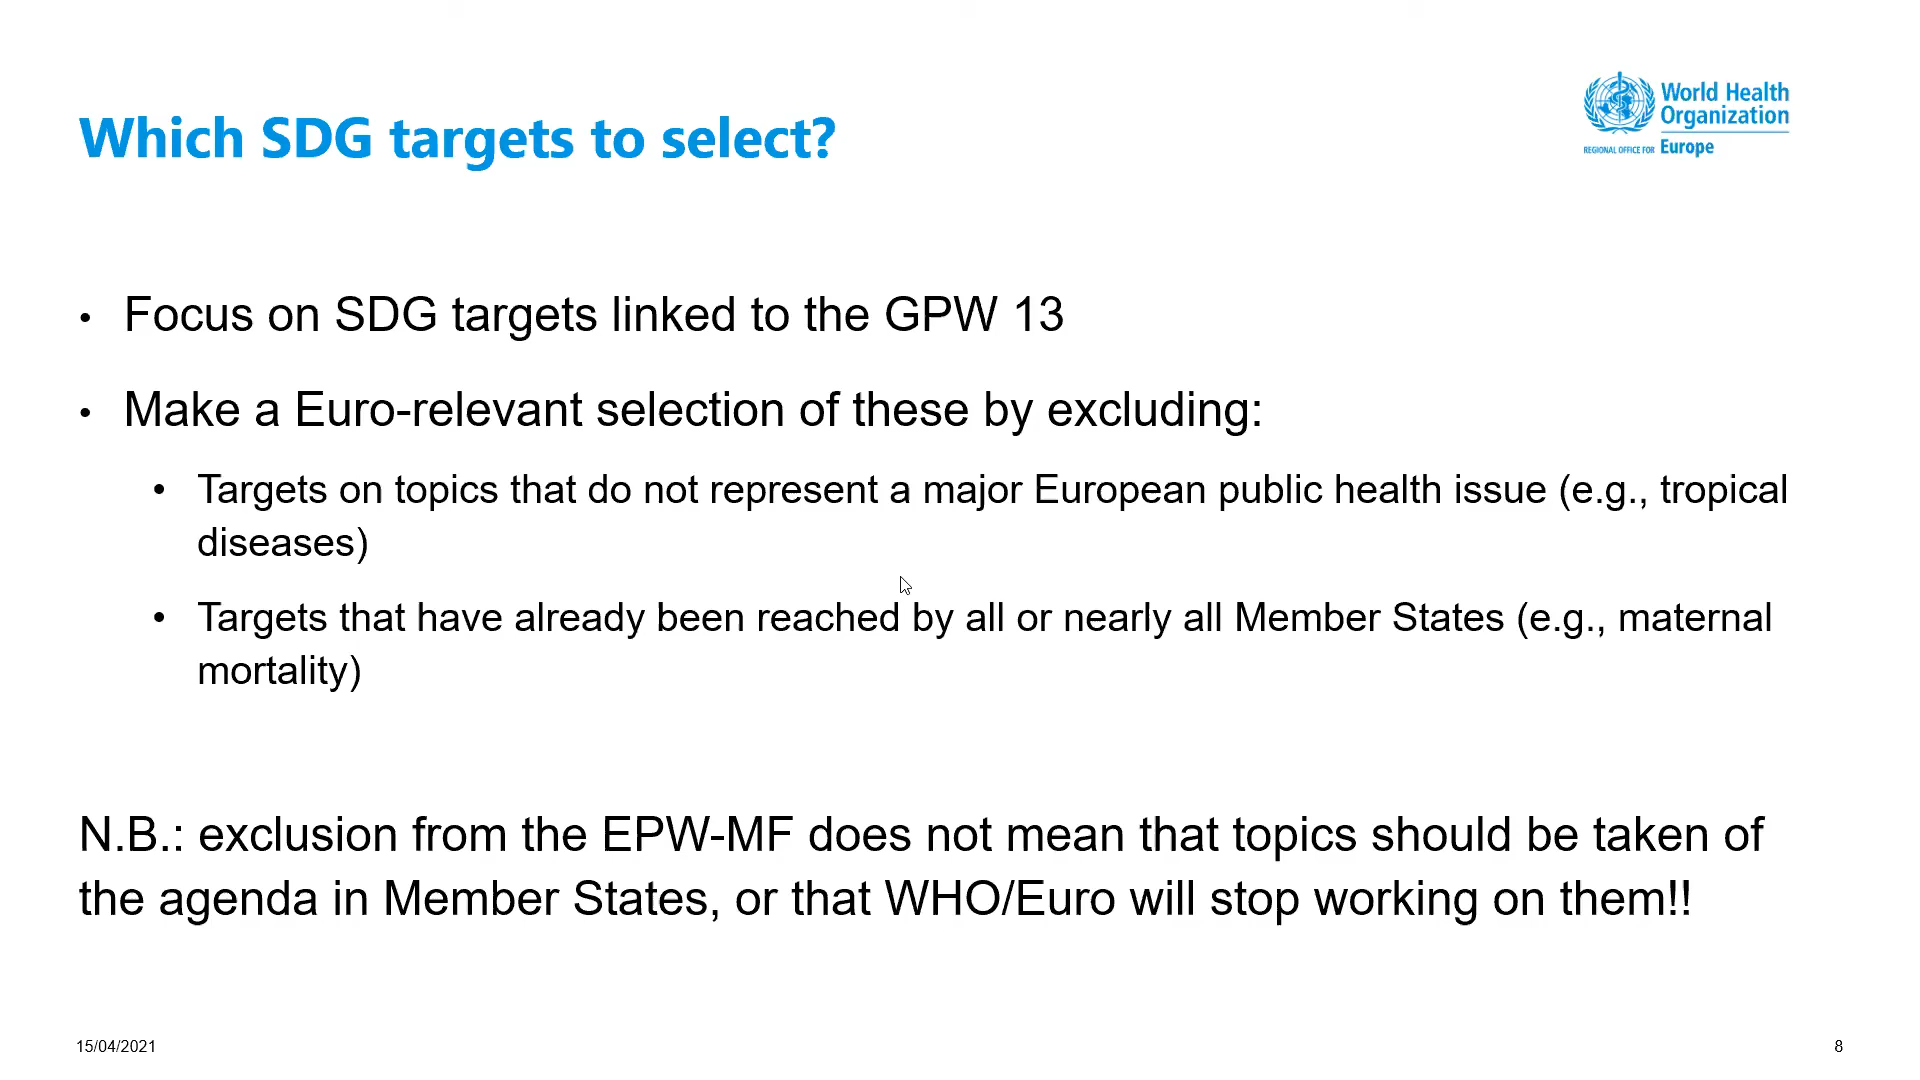 World Health
Organization
REGIONAL OFFICE FOR Europe
Which SDG targets to select?
• Focus on SDG targets linked to the GPW 13
• Make a Euro-relevant selection of these by excluding:
• Targets on topics that do not represent a major European public health issue (e.g., tropical
diseases)
• Targets that have already been reached by all or nearly all Member States (e.g., maternal
mortality)
N.B.: exclusion from the EPW-MF does not mean that topics should be taken of
the agenda in Member States, or that WHO/Euro will stop working on them!!
15/04/2021
8